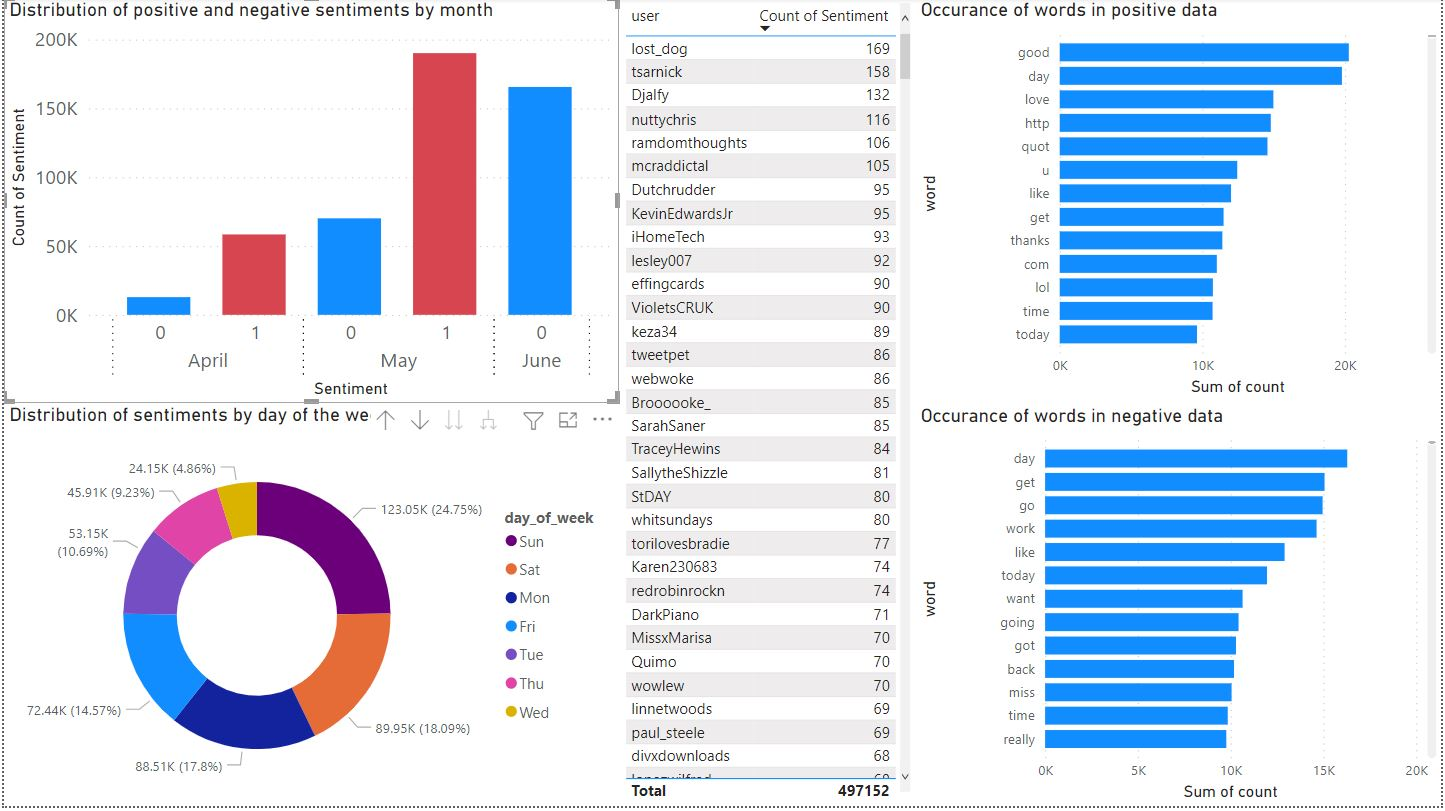 Distribution of positive and negative sentiments by month
200K
150K
100K
50K
0K
Count of Sentiment
0
1
0
1
0
April
May
June
Sentiment
Distribution of sentiments by day of the we
24.15K (4.86%)
45.91K (9.23%)
53.15K
(10.69%)
72.44K (14.57%)
88.51K (17.8%)
89.95K (18.09%)
123.05K (24.75%)
day_of_week
Sun
Sat
Mon
Fri
Tue
Thu
Wed
user Count of Sentiment
lost_dog 169
tsarnick 158
Djalfy 132
nuttychris 116
ramdomthoughts 106
mcraddictal 105
Dutchrudder 95
KevinEdwardsJr 95
iHomeTech 93
lesley007 92
effingcards 90
VioletsCRUK 90
keza34 89
tweetpet 86
webwoke 86
Broooooke_ 85
SarahSaner 85
TraceyHewins 84
SallytheShizzle 81
StDAY 80
whitsundays 80
torilovesbradie 77
Karen230683 74
redrobinrockn 74
DarkPiano 71
MissxMarisa 70
Quimo 70
wowlew 70
linnetwoods 69
paul_steele 69
divxdownloads 68
Total 497152
Occurance of words in positive data
word
good
day
love
http
quot
u
like
get
thanks
com
lol
time
today
0K
10K
20K
Sum of count
Occurance of words in negative data
word
day
get
go
work
like
today
want
going
got
back
miss
time
really
0K
5K
10K
15K
20K
Sum of count